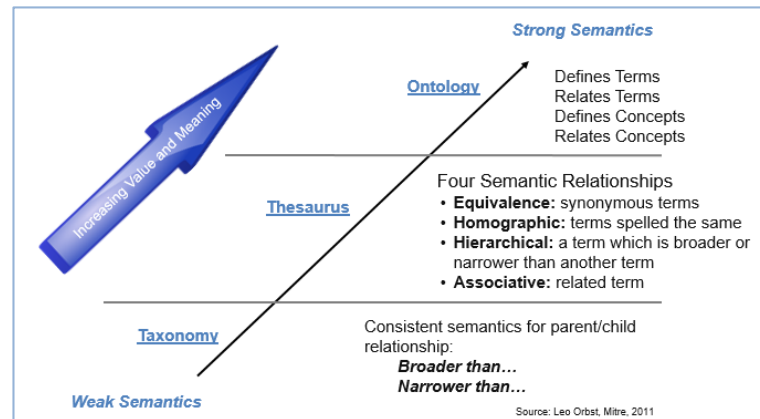 Strong Semantics
Increasing Value and Meaning
Ontology
Defines Terms
Relates Terms
Defines Concepts
Relates Concepts
Thesaurus
Four Semantic Relationships
• Equivalence: synonymous terms
• Homographic: terms spelled the same
• Hierarchical: a term which is broader or
narrower than another term
• Associative: related term
Taxonomy
Consistent semantics for parent/child
relationship:
Broader than…
Narrower than…
Weak Semantics
Source: Leo Orbst, Mitre, 2011